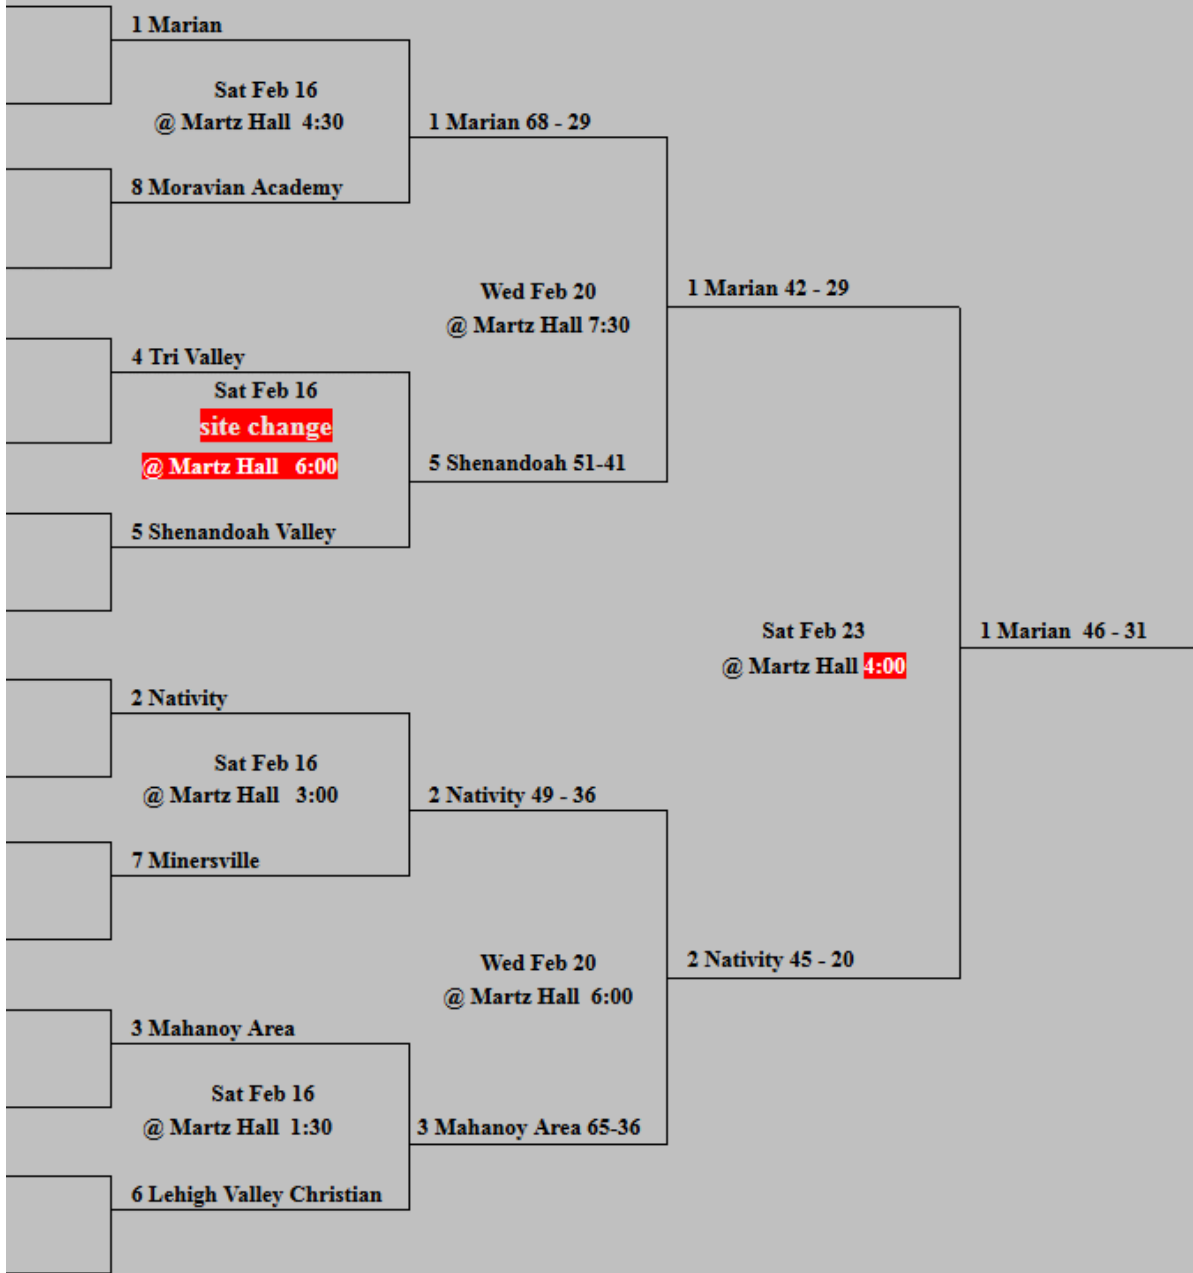 1 Marian
Sat Feb 16
@ Martz Hall 4:30
1 Marian 68 - 29
8 Moravian Academy
Wed Feb 20
@ Martz Hall 7:30
1 Marian 42 - 29
4 Tri Valley
Sat Feb 16
site change
@ Martz Hall 6:00
5 Shenandoah 51-41
5 Shenandoah Valley
Sat Feb 23
@ Martz Hall 4:00
1 Marian 46 - 31
2 Nativity
Sat Feb 16
@ Martz Hall 3:00
2 Nativity 49 - 36
7 Minersville
Wed Feb 20
@ Martz Hall 6:00
2 Nativity 45 - 20
3 Mahanoy Area
Sat Feb 16
@ Martz Hall 1:30
3 Mahanoy Area 65-36
6 Lehigh Valley Christian